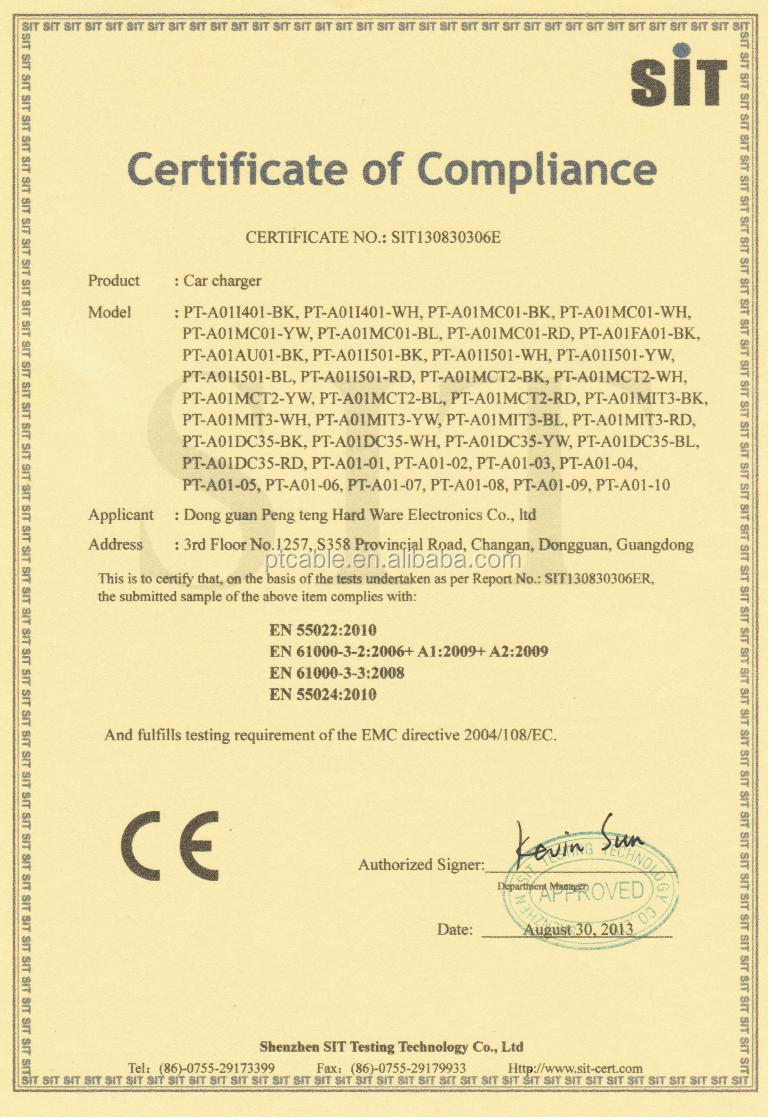 SIT
Certificate of Compliance
CERTIFICATE NO.: SIT130830306E
Product : Car charger
Model : PT-A01I401-BK, PT-A01I401-WH, PT-A01MC01-BK, PT-A01MC01-WH,
PT-A01MC01-YW, PT-A01MC01-BL, PT-A01MC01-RD, PT-A01FA01-BK,
PT-A01AU01-BK, PT-A01I501-BK, PT-A01I501-WH, PT-A01I501-YW,
PT-A01I501-BL, PT-A01I501-RD, PT-A01MCT2-BK, PT-A01MCT2-WH,
PT-A01MCT2-YW, PT-A01MCT2-BL, PT-A01MCT2-RD, PT-A01MIT3-BK,
PT-A01MIT3-WH, PT-A01MIT3-YW, PT-A01MIT3-BL, PT-A01MIT3-RD,
PT-A01DC35-BK, PT-A01DC35-WH, PT-A01DC35-YW, PT-A01DC35-BL,
PT-A01DC35-RD, PT-A01-01, PT-A01-02, PT-A01-03, PT-A01-04,
PT-A01-05, PT-A01-06, PT-A01-07, PT-A01-08, PT-A01-09, PT-A01-10
Applicant : Dong guan Peng teng Hard Ware Electronics Co., ltd
Address : 3rd Floor No.1257, S358 Provincial Road, Changan, Dongguan, Guangdong
ptcable.en.alibaba.com
This is to certify that, on the basis of the tests undertaken as per Report No.: SIT130830306ER,
the submitted sample of the above item complies with:
EN 55022:2010
EN 61000-3-2:2006+ A1:2009+ A2:2009
EN 61000-3-3:2008
EN 55024:2010
And fulfills testing requirement of the EMC directive 2004/108/EC.
CE
Kevin Sun
Authorized Signer:
Department Manager
APPROVED
SHENZHEN SIT TESTING TECHNOLOGY CO., LTD
Date: August 30, 2013
Shenzhen SIT Testing Technology Co., Ltd
Tel: (86)-0755-29173399 Fax: (86)-0755-29179933 Http://www.sit-cert.com